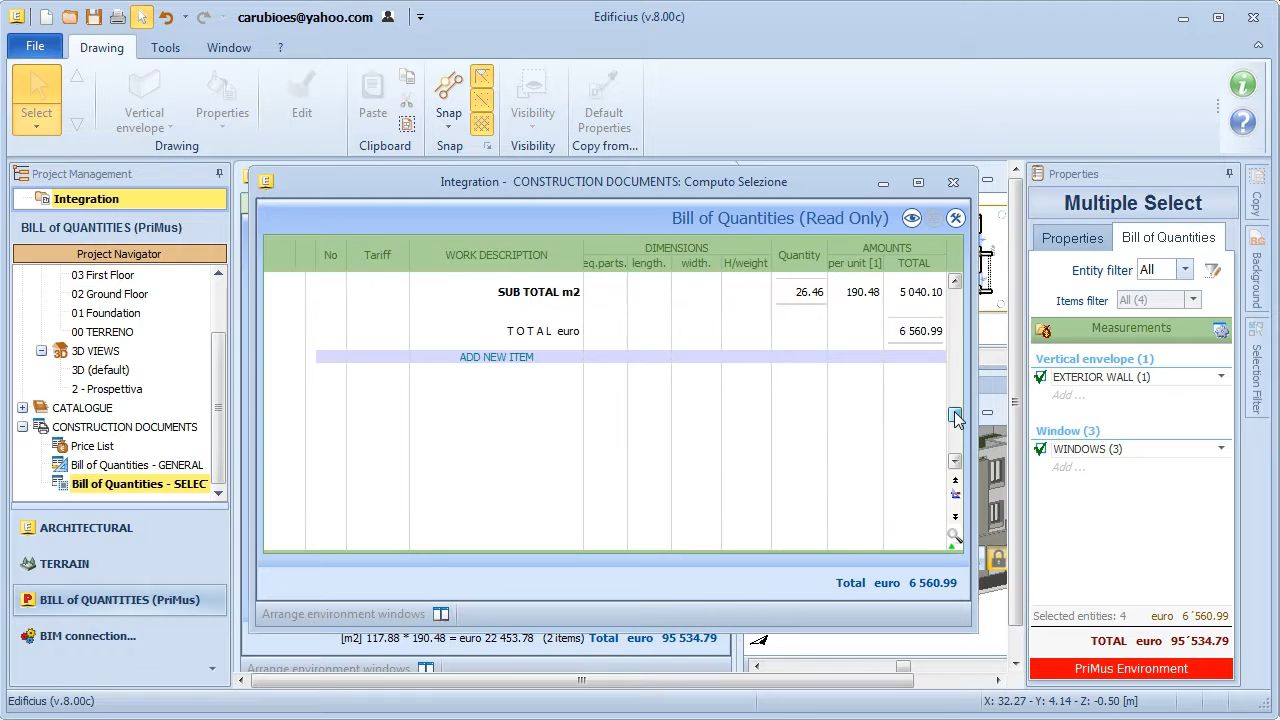 carubioes@yahoo.com
Edificius (v.8.00c)
File
Drawing
Tools
Window
?
Select
Vertical envelope
Properties
Edit
Paste
Snap
Visibility
Default Properties
Drawing
Clipboard
Snap
Visibility
Copy from...
Project Management
Integration
BILL of QUANTITIES (PriMus)
Project Navigator
03 First Floor
02 Ground Floor
01 Foundation
00 TERRENO
3D VIEWS
3D (default)
2 - Prospettiva
CATALOGUE
CONSTRUCTION DOCUMENTS
Price List
Bill of Quantities - GENERAL
Bill of Quantities - SELEC
ARCHITECTURAL
TERRAIN
BILL of QUANTITIES (PriMus)
BIM connection...
Integration - CONSTRUCTION DOCUMENTS: Computo Selezione
Bill of Quantities (Read Only)
No
Tariff
WORK DESCRIPTION
DIMENSIONS
eq.parts.
length.
width.
H/weight
Quantity
AMOUNTS
per unit [1]
TOTAL
SUB TOTAL m2 26.46 190.48 5 040.10
T O T A L euro 6 560.99
ADD NEW ITEM
Total euro 6 560.99
Arrange environment windows
[m2] 117.88 * 190.48 = euro 22 453.78 (2 items) Total euro 95 534.79
Arrange environment windows
Properties
Multiple Select
Properties
Bill of Quantities
Entity filter All
Items filter All (4)
Measurements
Vertical envelope (1)
EXTERIOR WALL (1)
Add ...
Window (3)
WINDOWS (3)
Add ...
Selected entities: 4 euro 6´560.99
TOTAL euro 95´534.79
PriMus Environment
Copy
Background
Selection Filter
Edificius (v.8.00c)
X: 32.27 - Y: 4.14 - Z: -0.50 [m]